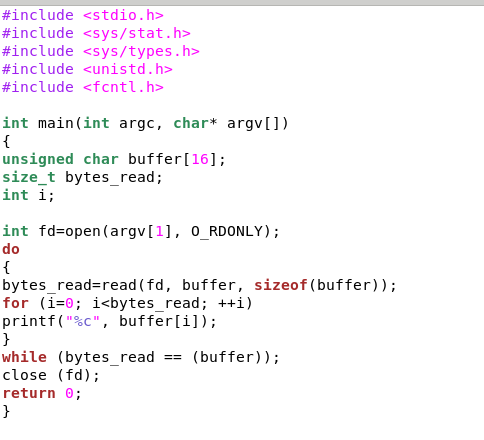 #include <stdio.h>
#include <sys/stat.h>
#include <sys/types.h>
#include <unistd.h>
#include <fcntl.h>

int main(int argc, char* argv[])
{
unsigned char buffer[16];
size_t bytes_read;
int i;

int fd=open(argv[1], O_RDONLY);
do
{
bytes_read=read(fd, buffer, sizeof(buffer));
for (i=0; i<bytes_read; ++i)
printf("%c", buffer[i]);
}
while (bytes_read == (buffer));
close (fd);
return 0;
}